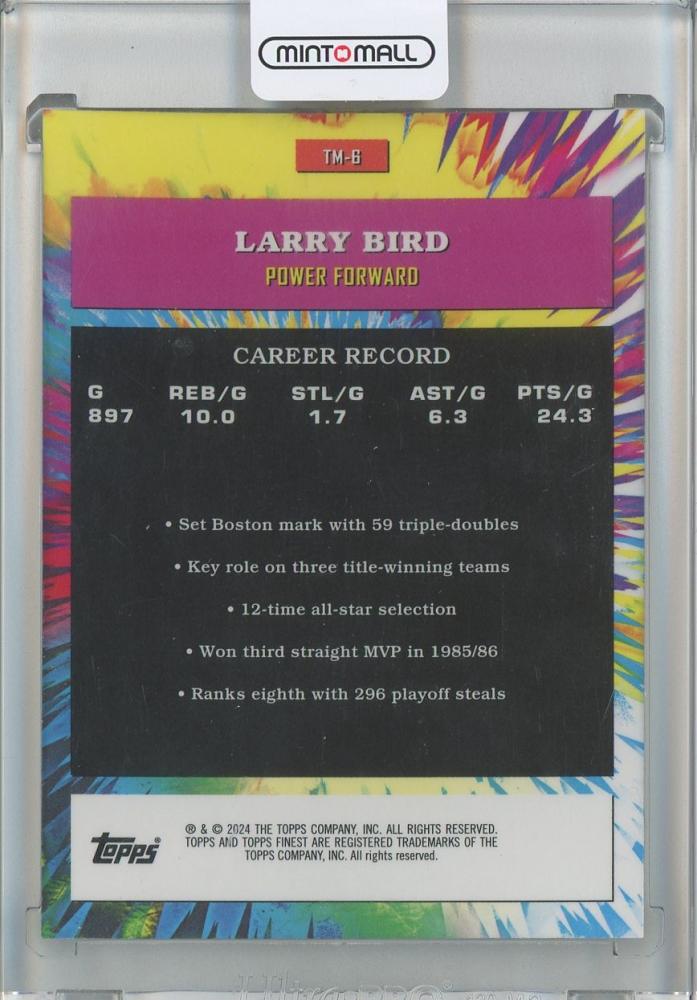 MINTMALL
TM-6
LARRY BIRD
POWER FORWARD
CAREER RECORD
G REB/G STL/G AST/G PTS/G
897 10.0 1.7 6.3 24.3
• Set Boston mark with 59 triple-doubles
• Key role on three title-winning teams
• 12-time all-star selection
• Won third straight MVP in 1985/86
• Ranks eighth with 296 playoff steals
topps®
® & © 2024 THE TOPPS COMPANY, INC. ALL RIGHTS RESERVED.
TOPPS AND TOPPS FINEST ARE REGISTERED TRADEMARKS OF THE
TOPPS COMPANY, INC. All rights reserved.